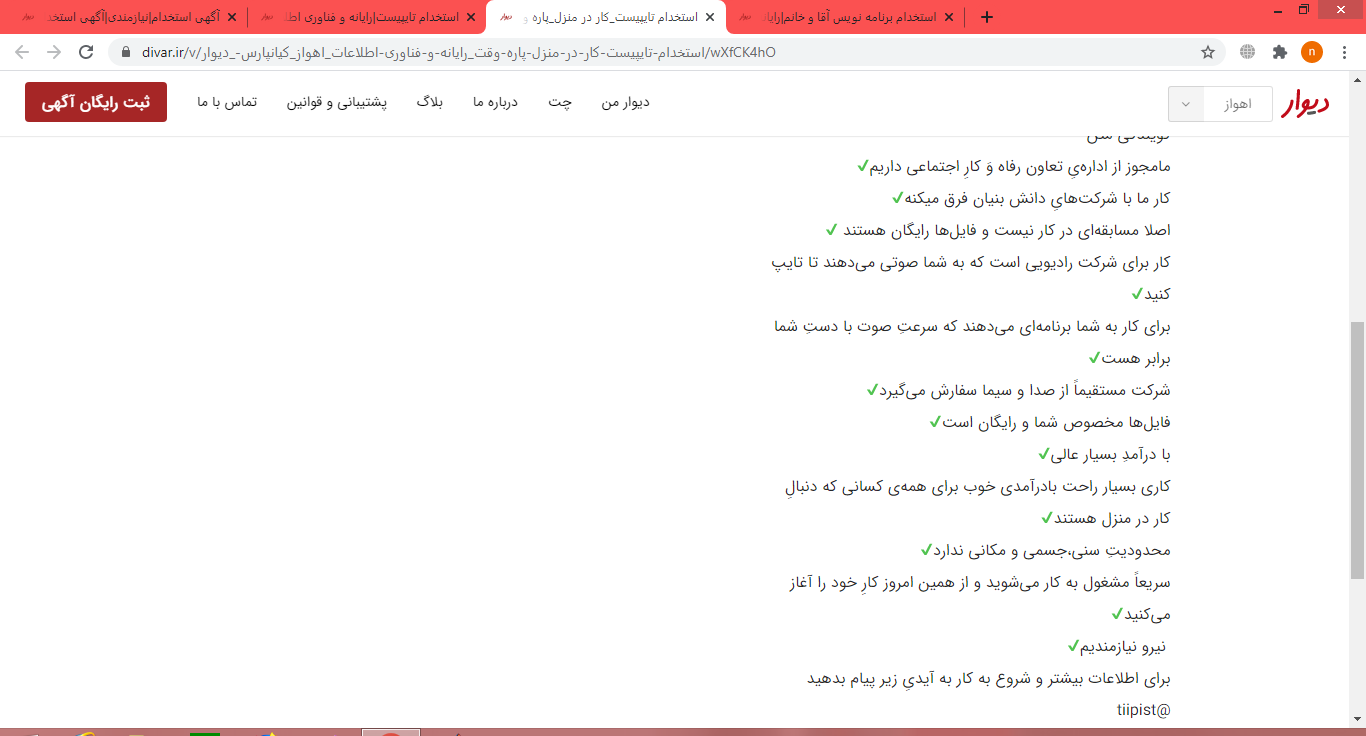 آگهی استخدام|نیازمندی|آگهی استخد
استخدام تایپیست|رایانه و فناوری اطل
استخدام تایپیست_کار در منزل_پاره و
استخدام برنامه نویس آقا و خانم|رایان
divar.ir/v/استخدام-تایپیست-کار-در-منزل-پاره-وقت_رایانه-و-فناوری-اطلاعات_اهواز_کیانپارس-_دیوار/wXfCK4hO
n
دیوار
اهواز
دیوار من
چت
درباره ما
بلاگ
پشتیبانی و قوانین
تماس با ما
ثبت رایگان آگهی
مامجوز از اداره‌یِ تعاون رفاه وَ کارِ اجتماعی داریم✔
کار ما با شرکت‌هایِ دانش بنیان فرق میکنه✔
اصلا مسابقه‌ای در کار نیست و فایل‌ها رایگان هستند ✔
کار برای شرکت رادیویی است که به شما صوتی می‌دهند تا تایپ
کنید✔
برای کار به شما برنامه‌ای می‌دهند که سرعتِ صوت با دستِ شما
برابر هست✔
شرکت مستقیماً از صدا و سیما سفارش می‌گیرد✔
فایل‌ها مخصوص شما و رایگان است✔
با درآمدِ بسیار عالی✔
کاری بسیار راحت بادرآمدی خوب برای همه‌ی کسانی که دنبالِ
کار در منزل هستند✔
محدودیتِ سنی،جسمی و مکانی ندارد✔
سریعاً مشغول به کار می‌شوید و از همین امروز کارِ خود را آغاز
می‌کنید✔
نیرو نیازمندیم✔
برای اطلاعات بیشتر و شروع به کار به آیدیِ زیر پیام بدهید
@tiipist